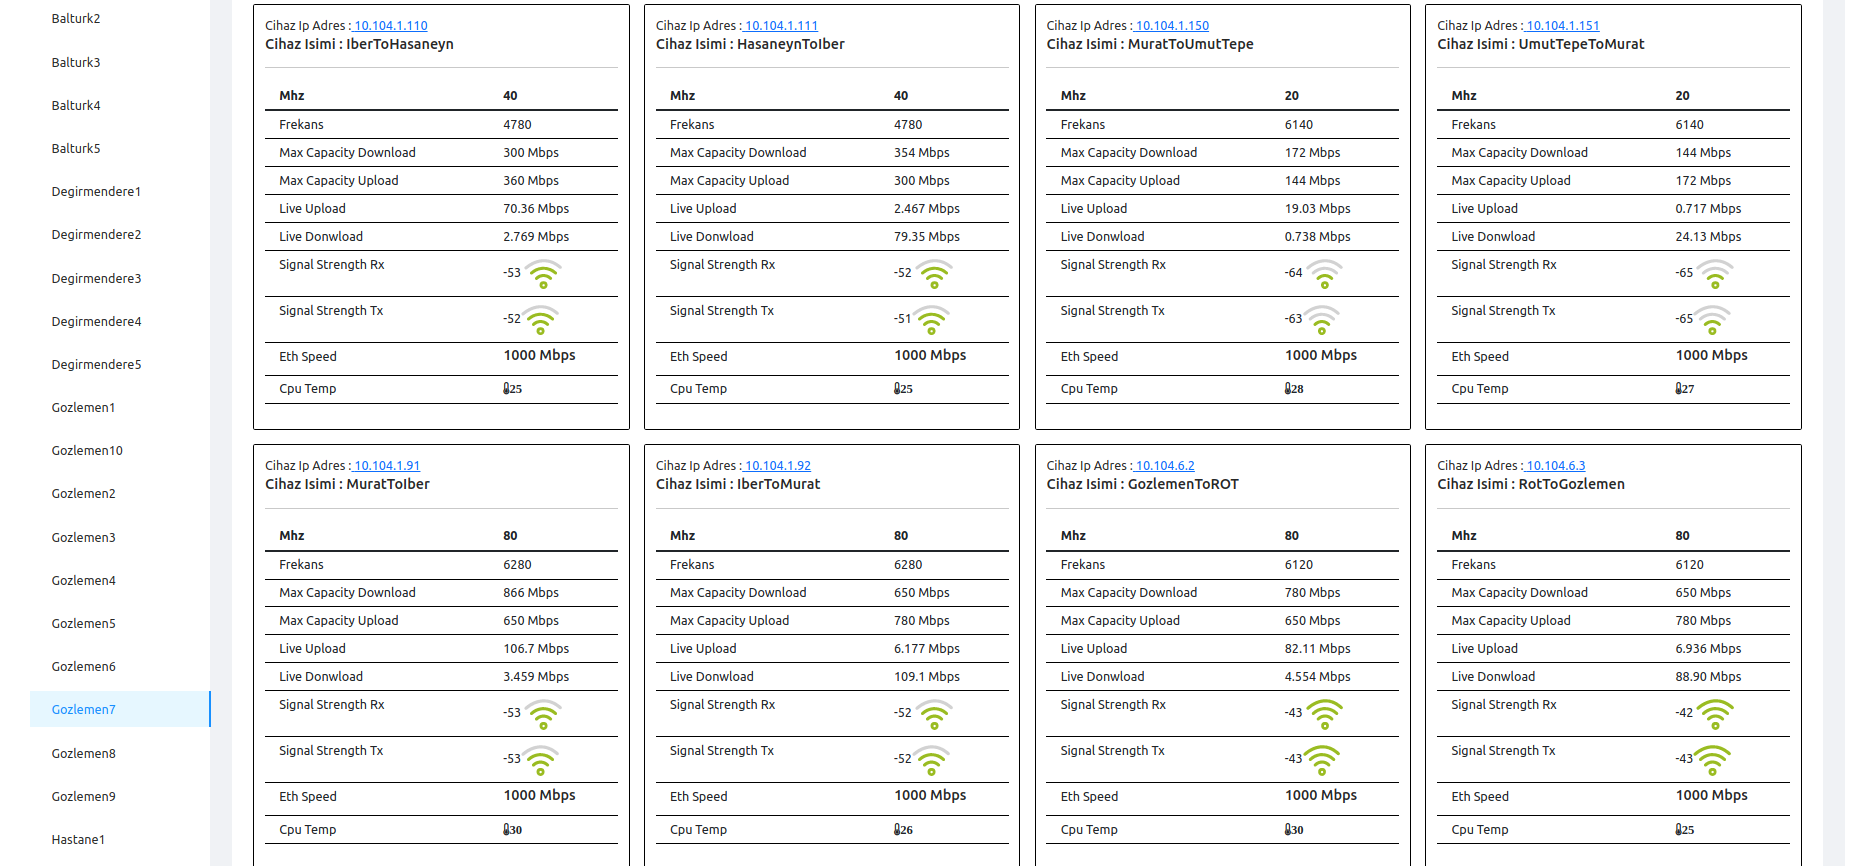 Balturk2
Balturk3
Balturk4
Balturk5
Degirmendere1
Degirmendere2
Degirmendere3
Degirmendere4
Degirmendere5
Gozlemen1
Gozlemen10
Gozlemen2
Gozlemen3
Gozlemen4
Gozlemen5
Gozlemen6
Gozlemen7
Gozlemen8
Gozlemen9
Hastane1
Cihaz Ip Adres : 10.104.1.110
Cihaz Isimi : IberToHasaneyn
Mhz 40
Frekans 4780
Max Capacity Download 300 Mbps
Max Capacity Upload 360 Mbps
Live Upload 70.36 Mbps
Live Donwload 2.769 Mbps
Signal Strength Rx -53
Signal Strength Tx -52
Eth Speed 1000 Mbps
Cpu Temp 25
Cihaz Ip Adres : 10.104.1.111
Cihaz Isimi : HasaneynToIber
Mhz 40
Frekans 4780
Max Capacity Download 354 Mbps
Max Capacity Upload 300 Mbps
Live Upload 2.467 Mbps
Live Donwload 79.35 Mbps
Signal Strength Rx -52
Signal Strength Tx -51
Eth Speed 1000 Mbps
Cpu Temp 25
Cihaz Ip Adres : 10.104.1.150
Cihaz Isimi : MuratToUmutTepe
Mhz 20
Frekans 6140
Max Capacity Download 172 Mbps
Max Capacity Upload 144 Mbps
Live Upload 19.03 Mbps
Live Donwload 0.738 Mbps
Signal Strength Rx -64
Signal Strength Tx -63
Eth Speed 1000 Mbps
Cpu Temp 28
Cihaz Ip Adres : 10.104.1.151
Cihaz Isimi : UmutTepeToMurat
Mhz 20
Frekans 6140
Max Capacity Download 144 Mbps
Max Capacity Upload 172 Mbps
Live Upload 0.717 Mbps
Live Donwload 24.13 Mbps
Signal Strength Rx -65
Signal Strength Tx -65
Eth Speed 1000 Mbps
Cpu Temp 27
Cihaz Ip Adres : 10.104.1.91
Cihaz Isimi : MuratToIber
Mhz 80
Frekans 6280
Max Capacity Download 866 Mbps
Max Capacity Upload 650 Mbps
Live Upload 106.7 Mbps
Live Donwload 3.459 Mbps
Signal Strength Rx -53
Signal Strength Tx -53
Eth Speed 1000 Mbps
Cpu Temp 30
Cihaz Ip Adres : 10.104.1.92
Cihaz Isimi : IberToMurat
Mhz 80
Frekans 6280
Max Capacity Download 650 Mbps
Max Capacity Upload 780 Mbps
Live Upload 6.177 Mbps
Live Donwload 109.1 Mbps
Signal Strength Rx -52
Signal Strength Tx -52
Eth Speed 1000 Mbps
Cpu Temp 26
Cihaz Ip Adres : 10.104.6.2
Cihaz Isimi : GozlemenToROT
Mhz 80
Frekans 6120
Max Capacity Download 780 Mbps
Max Capacity Upload 650 Mbps
Live Upload 82.11 Mbps
Live Donwload 4.554 Mbps
Signal Strength Rx -43
Signal Strength Tx -43
Eth Speed 1000 Mbps
Cpu Temp 30
Cihaz Ip Adres : 10.104.6.3
Cihaz Isimi : RotToGozlemen
Mhz 80
Frekans 6120
Max Capacity Download 650 Mbps
Max Capacity Upload 780 Mbps
Live Upload 6.936 Mbps
Live Donwload 88.90 Mbps
Signal Strength Rx -42
Signal Strength Tx -43
Eth Speed 1000 Mbps
Cpu Temp 25